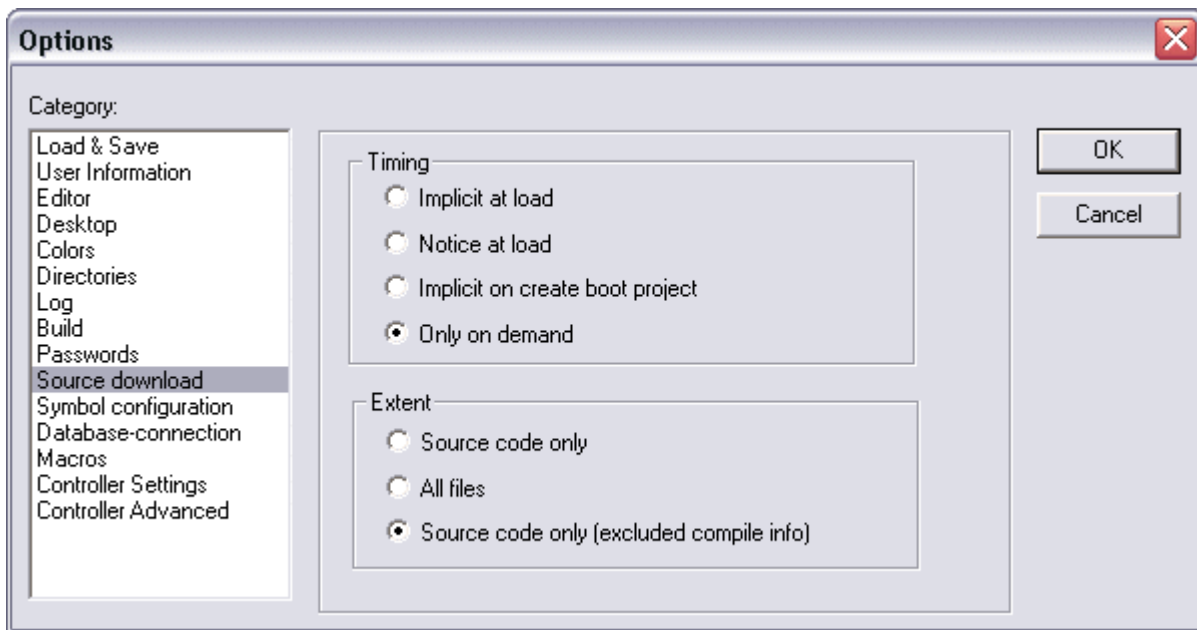 Options
Category:
Load & Save
User Information
Editor
Desktop
Colors
Directories
Log
Build
Passwords
Source download
Symbol configuration
Database-connection
Macros
Controller Settings
Controller Advanced
Timing
Implicit at load
Notice at load
Implicit on create boot project
Only on demand
Extent
Source code only
All files
Source code only (excluded compile info)
OK
Cancel